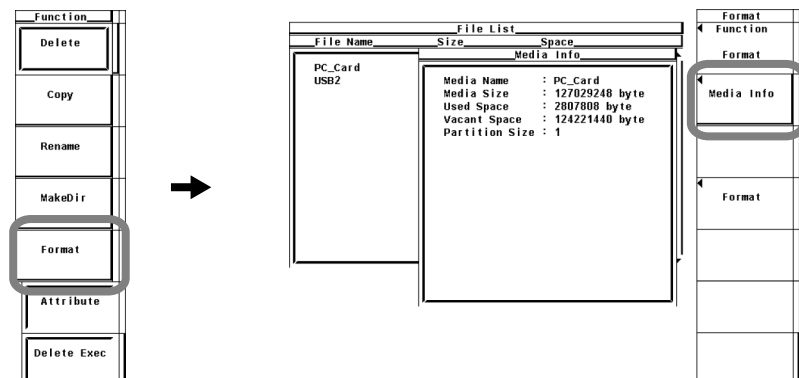 Function
Delete
Copy
Rename
MakeDir
Format
Attribute
Delete Exec
File List
File Name Size Space
PC_Card
USB2
Media Info
Media Name : PC_Card
Media Size : 127029248 byte
Used Space : 2807808 byte
Vacant Space : 124221440 byte
Partition Size : 1
Format
Function
Format
Media Info
Format